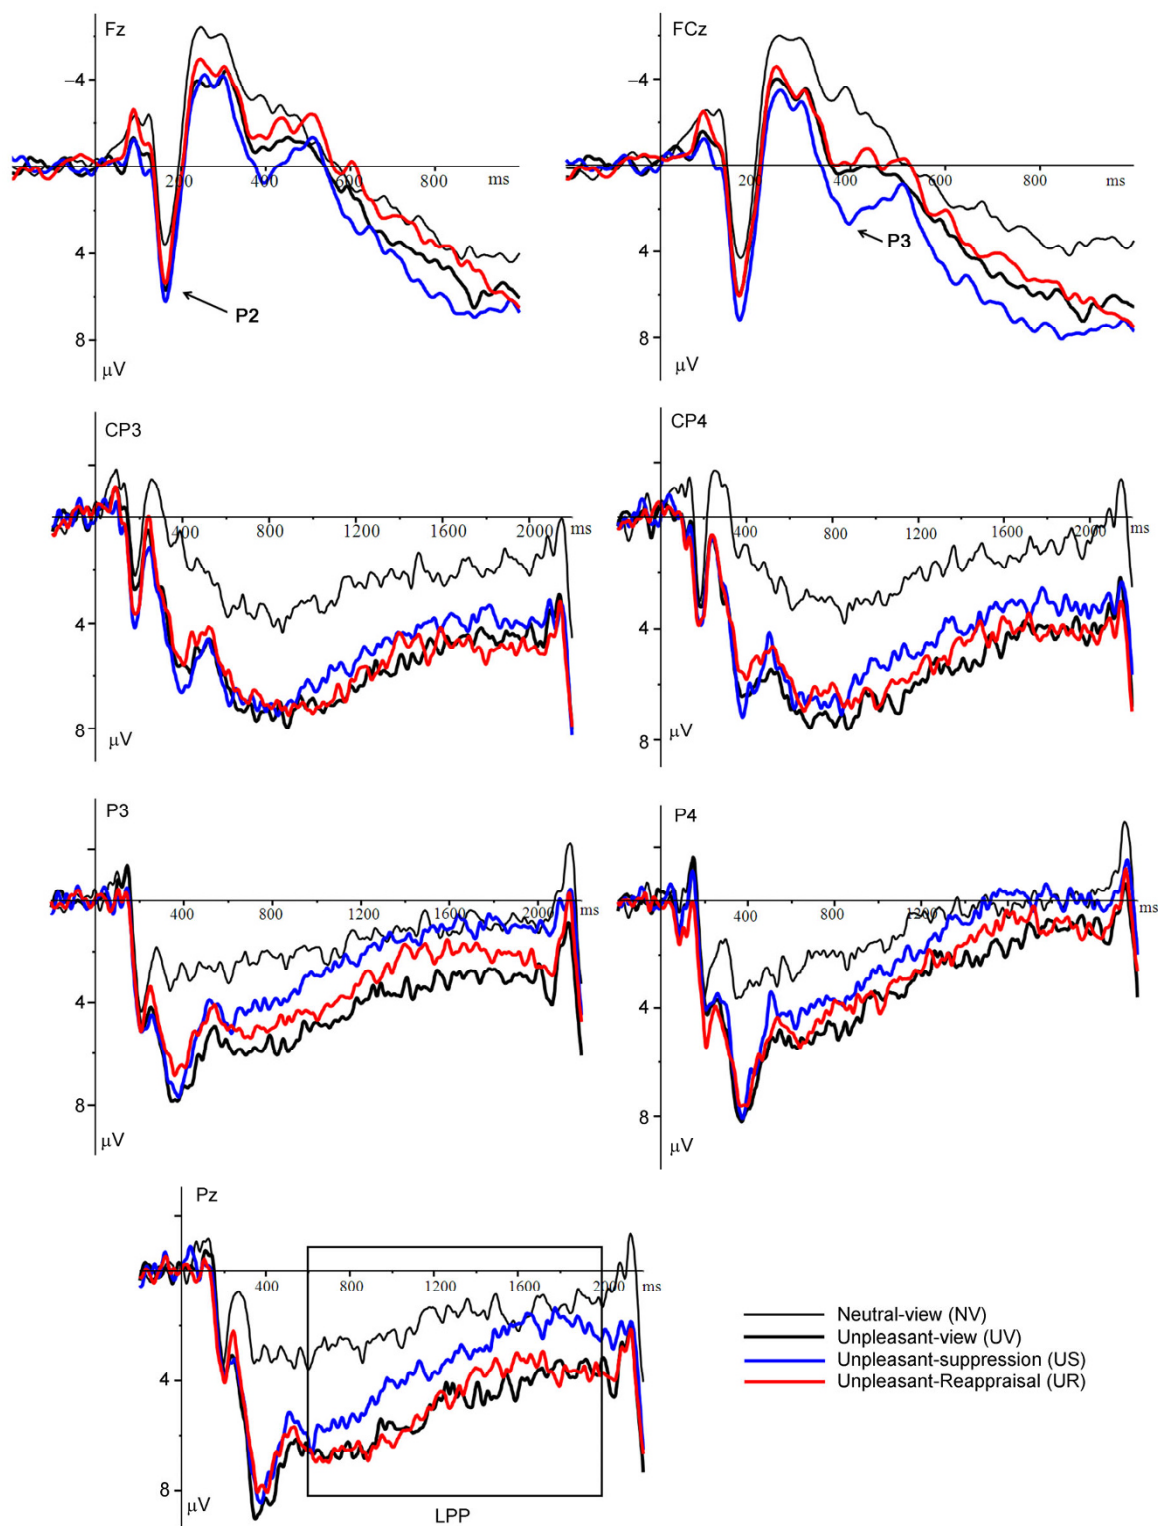 Fz
FCz
−4
−4
200
400
600
800
ms
200
400
600
800
ms
4
4
P3
P2
8
8
μV
μV
CP3
CP4
400
800
1200
1600
2000
ms
400
800
1200
1600
2000
ms
4
4
8
8
μV
μV
P3
P4
400
800
1200
1600
2000
ms
400
800
1200
1600
2000
ms
4
4
8
8
μV
μV
Pz
400
800
1200
1600
2000
ms
4
8
μV
LPP
Neutral-view (NV)
Unpleasant-view (UV)
Unpleasant-suppression (US)
Unpleasant-Reappraisal (UR)